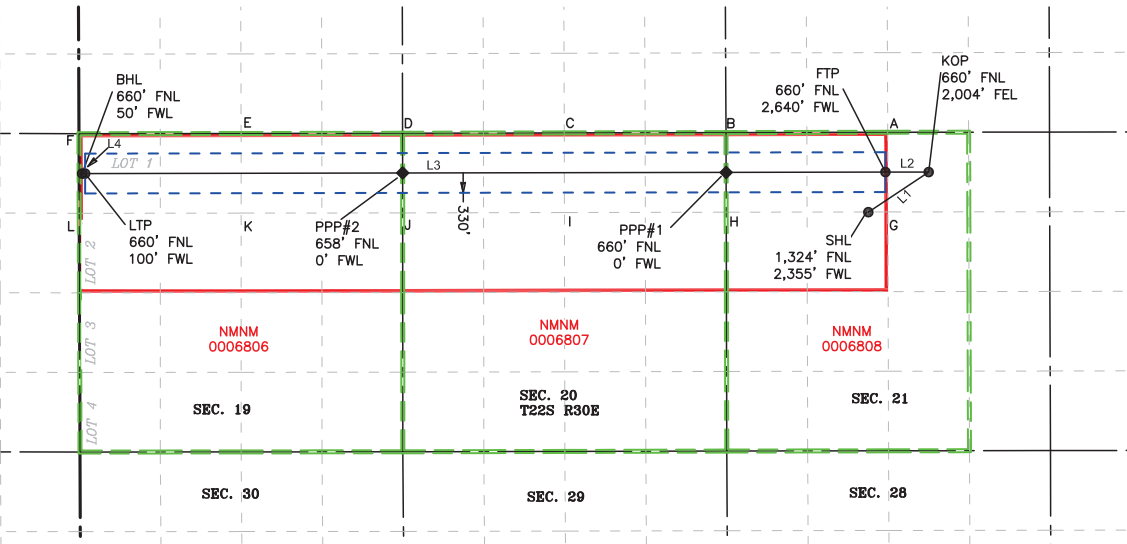 KOP
660' FNL
2,004' FEL
FTP
660' FNL
2,640' FWL
BHL
660' FNL
50' FWL
F
E
D
C
B
A
L4
LOT 1
L3
L2
L1
330'
L
K
J
I
H
G
LTP
660' FNL
100' FWL
PPP#2
658' FNL
0' FWL
PPP#1
660' FNL
0' FWL
SHL
1,324' FNL
2,355' FWL
LOT 2
LOT 3
LOT 4
NMNM
0006806
NMNM
0006807
NMNM
0006808
SEC. 19
SEC. 20
T22S R30E
SEC. 21
SEC. 30
SEC. 29
SEC. 28